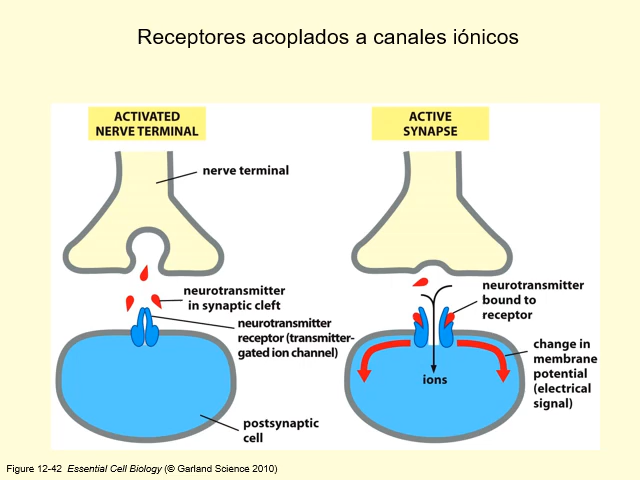 Receptores acoplados a canales iónicos
ACTIVATED
NERVE TERMINAL
nerve terminal
neurotransmitter
in synaptic cleft
neurotransmitter
receptor (transmitter-
gated ion channel)
postsynaptic
cell
ACTIVE
SYNAPSE
neurotransmitter
bound to
receptor
change in
membrane
potential
(electrical
signal)
ions
Figure 12-42 Essential Cell Biology (© Garland Science 2010)